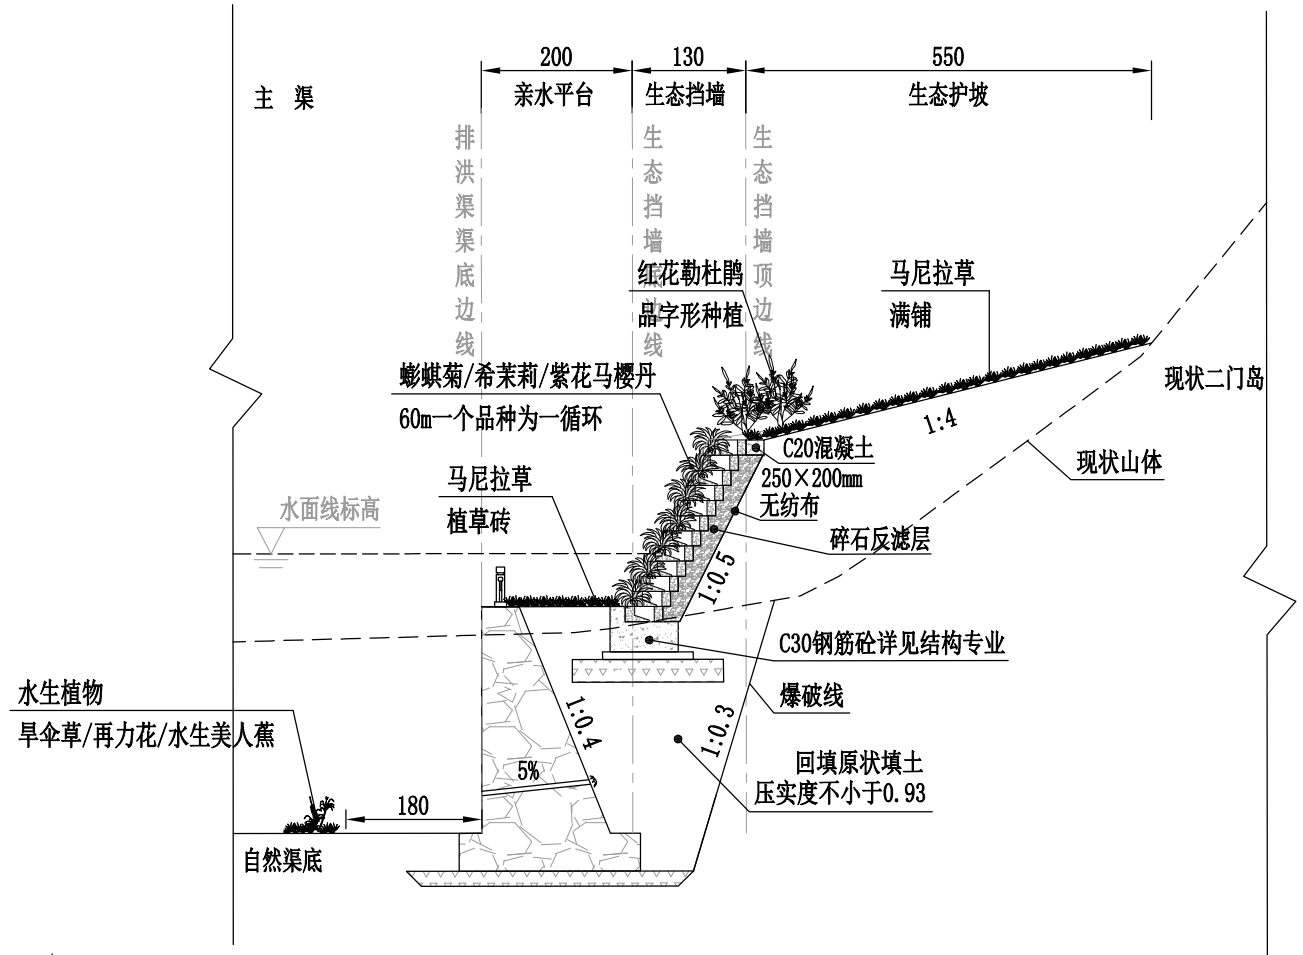 200
130
550
主 渠
亲水平台
生态挡墙
生态护坡
排洪渠渠底边线
生态挡墙底边线
生态挡墙顶边线
红花勒杜鹃
品字形种植
马尼拉草
满铺
蟛蜞菊/希茉莉/紫花马樱丹
60m一个品种为一循环
现状二门岛
1:4
C20混凝土
250×200mm
无纺布
现状山体
马尼拉草
植草砖
水面线标高
碎石反滤层
1:0.5
C30钢筋砼详见结构专业
水生植物
旱伞草/再力花/水生美人蕉
爆破线
1:0.4
1:0.3
5%
回填原状填土
压实度不小于0.93
180
自然渠底